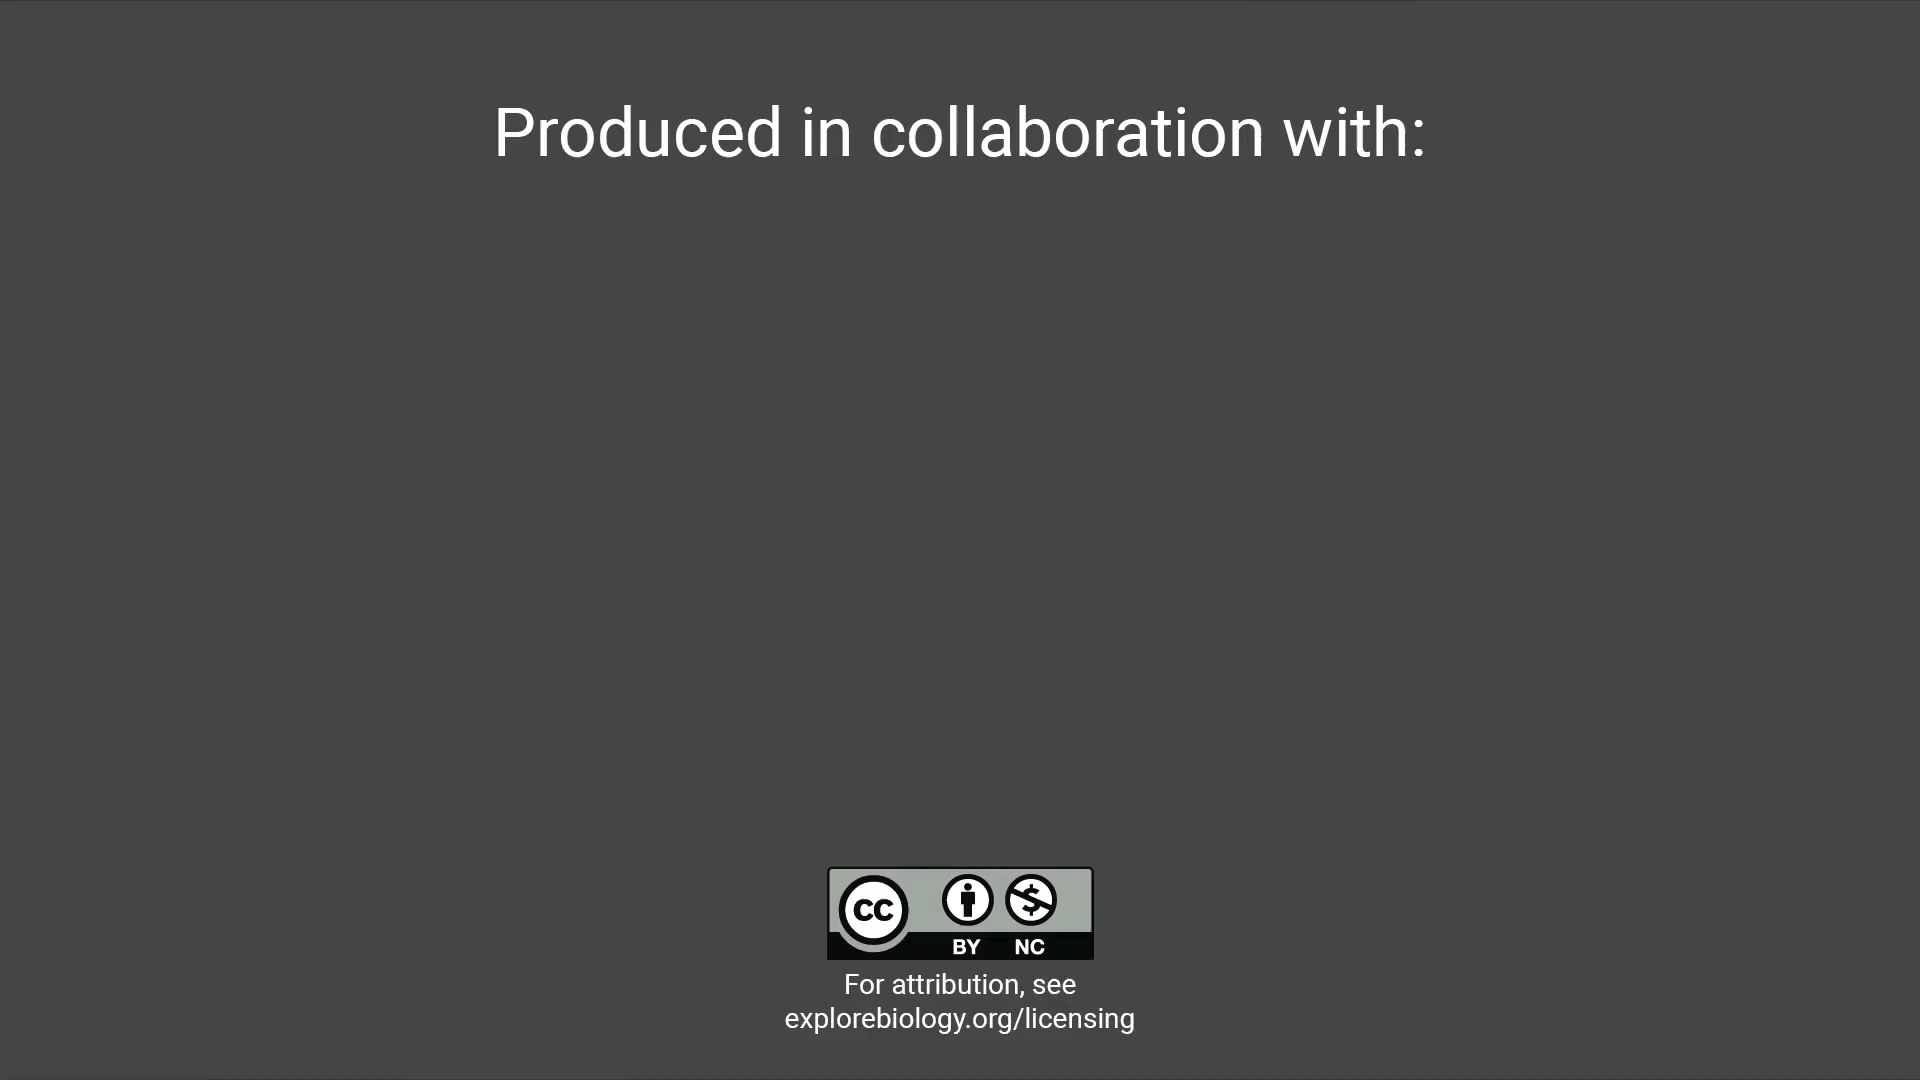 Produced in collaboration with:
CC
BY NC
For attribution, see
explorebiology.org/licensing